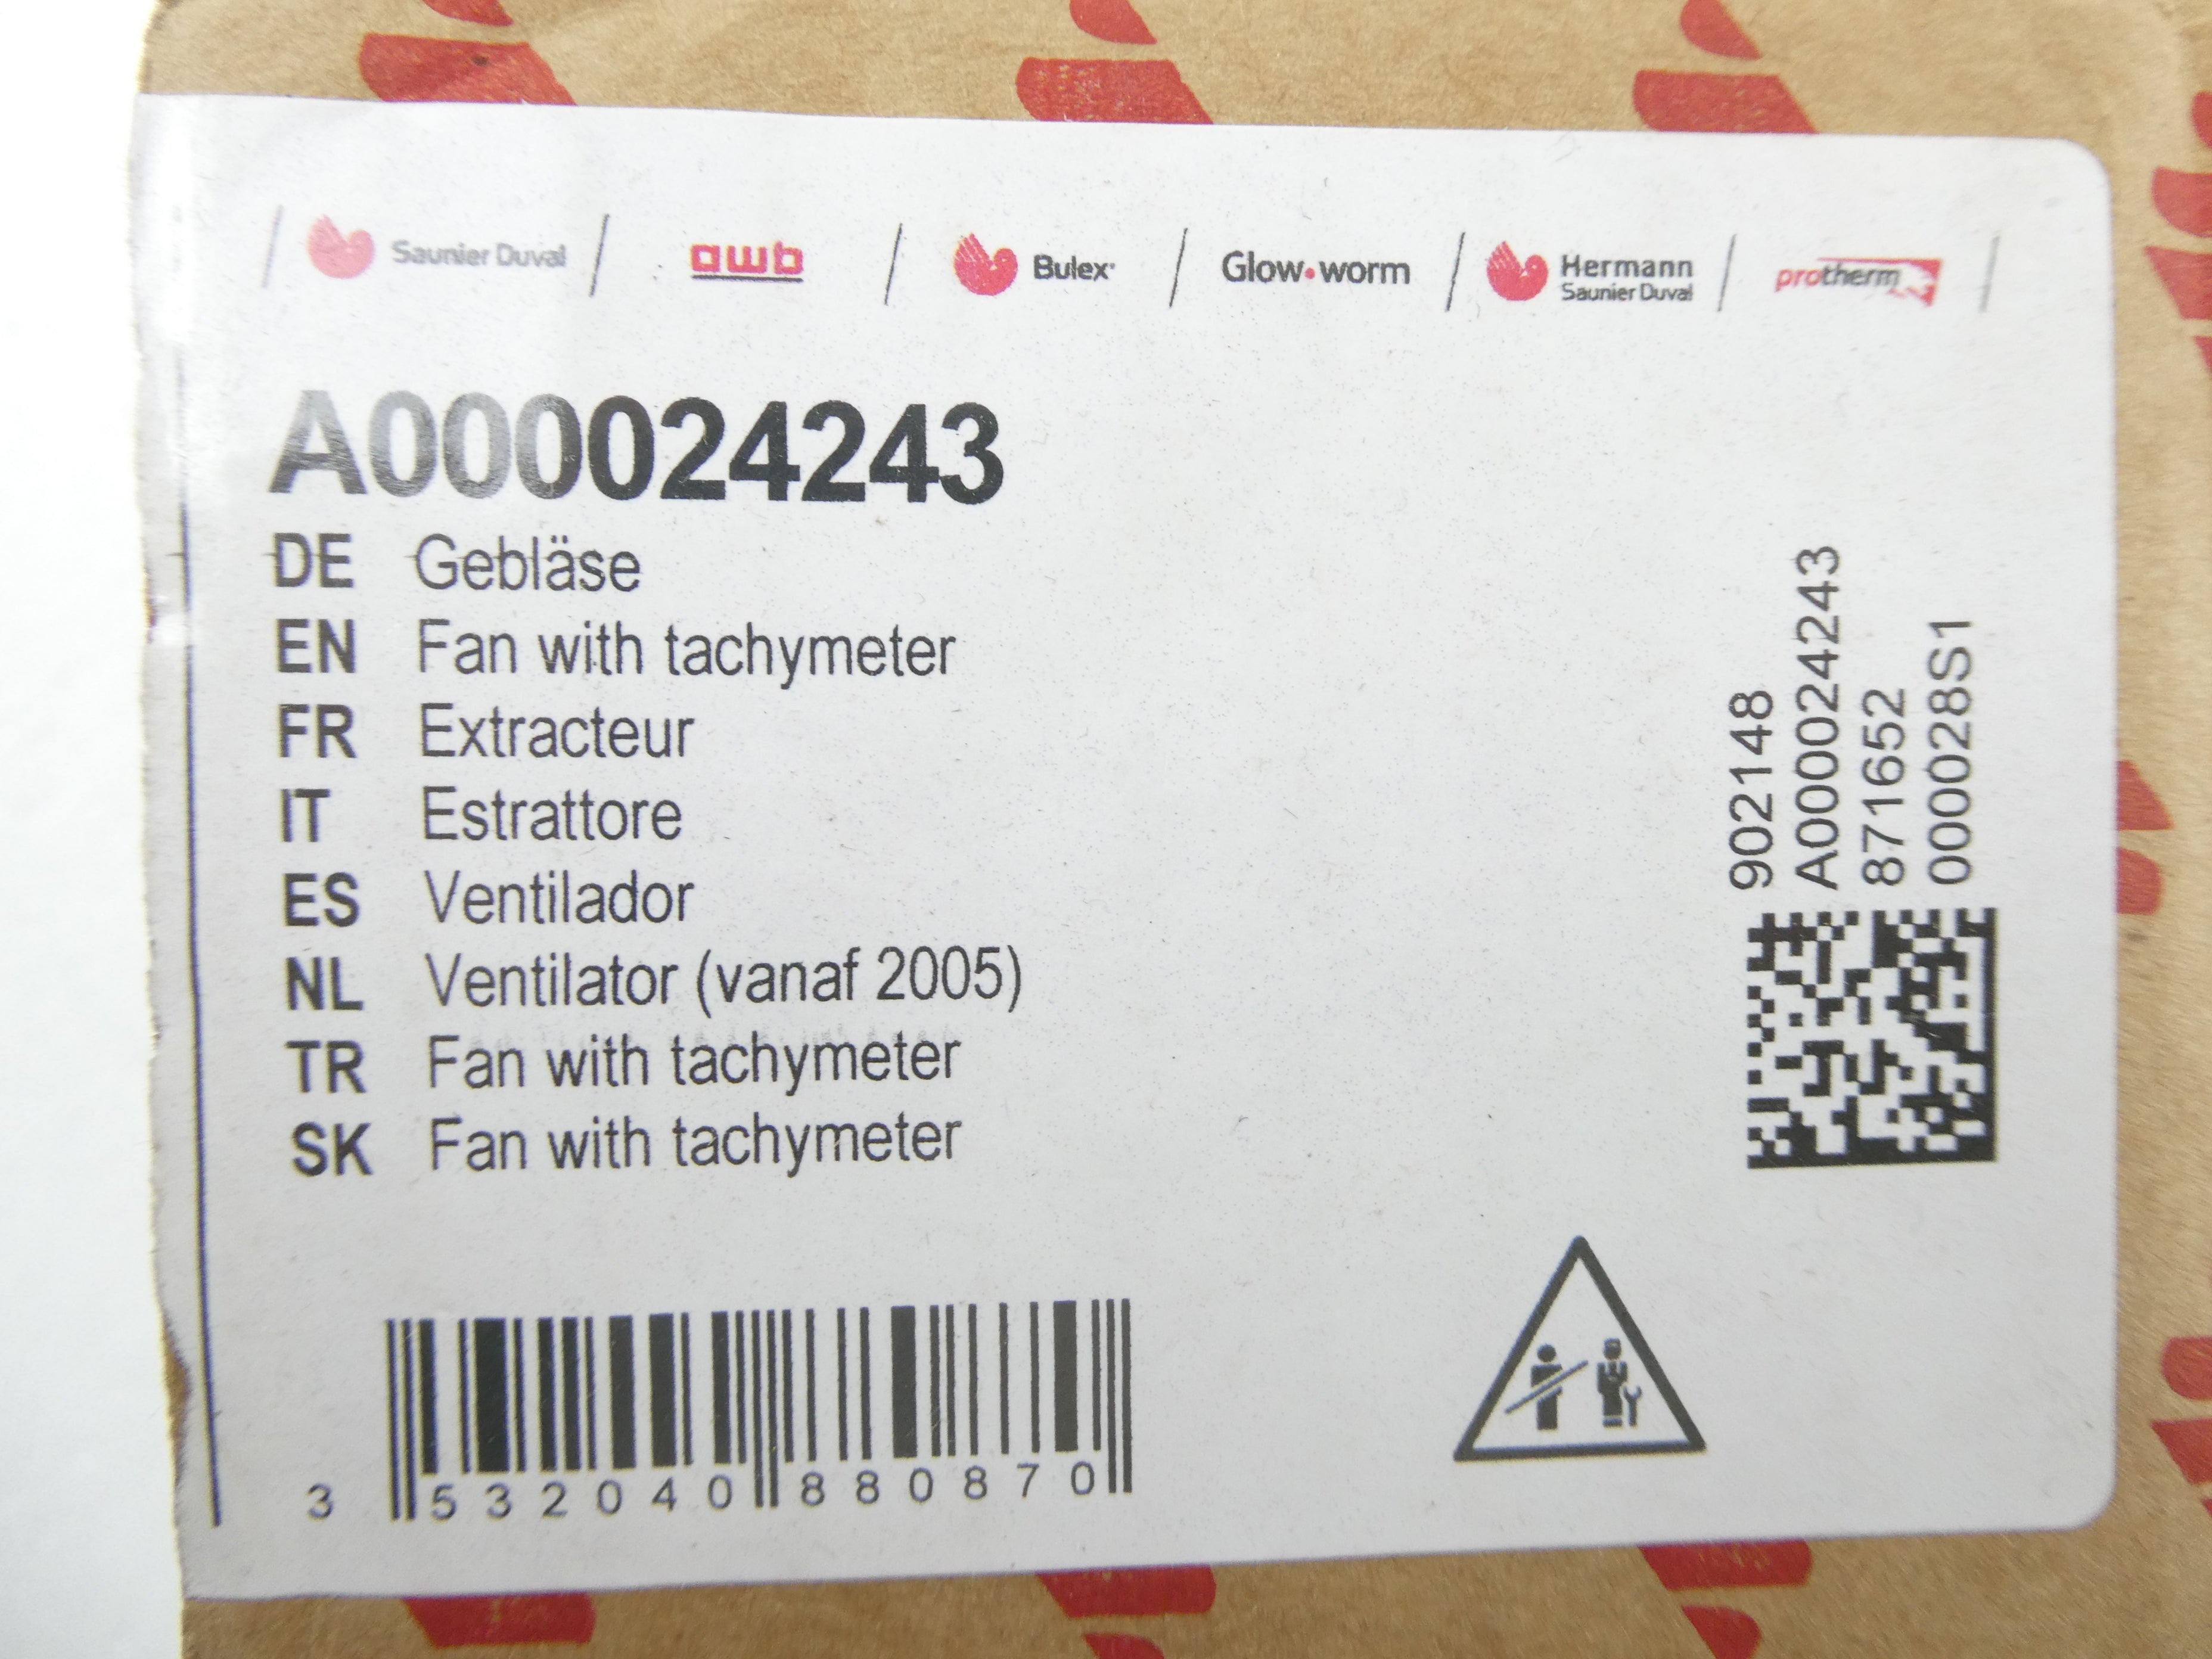 Saunier Duval awb Bulex Glow·worm Hermann Saunier Duval protherm
A000024243
DE Gebläse
EN Fan with tachymeter
FR Extracteur
IT Estrattore
ES Ventilador
NL Ventilator (vanaf 2005)
TR Fan with tachymeter
SK Fan with tachymeter
902148
A000024243
871652
000028S1
3 532040 880870